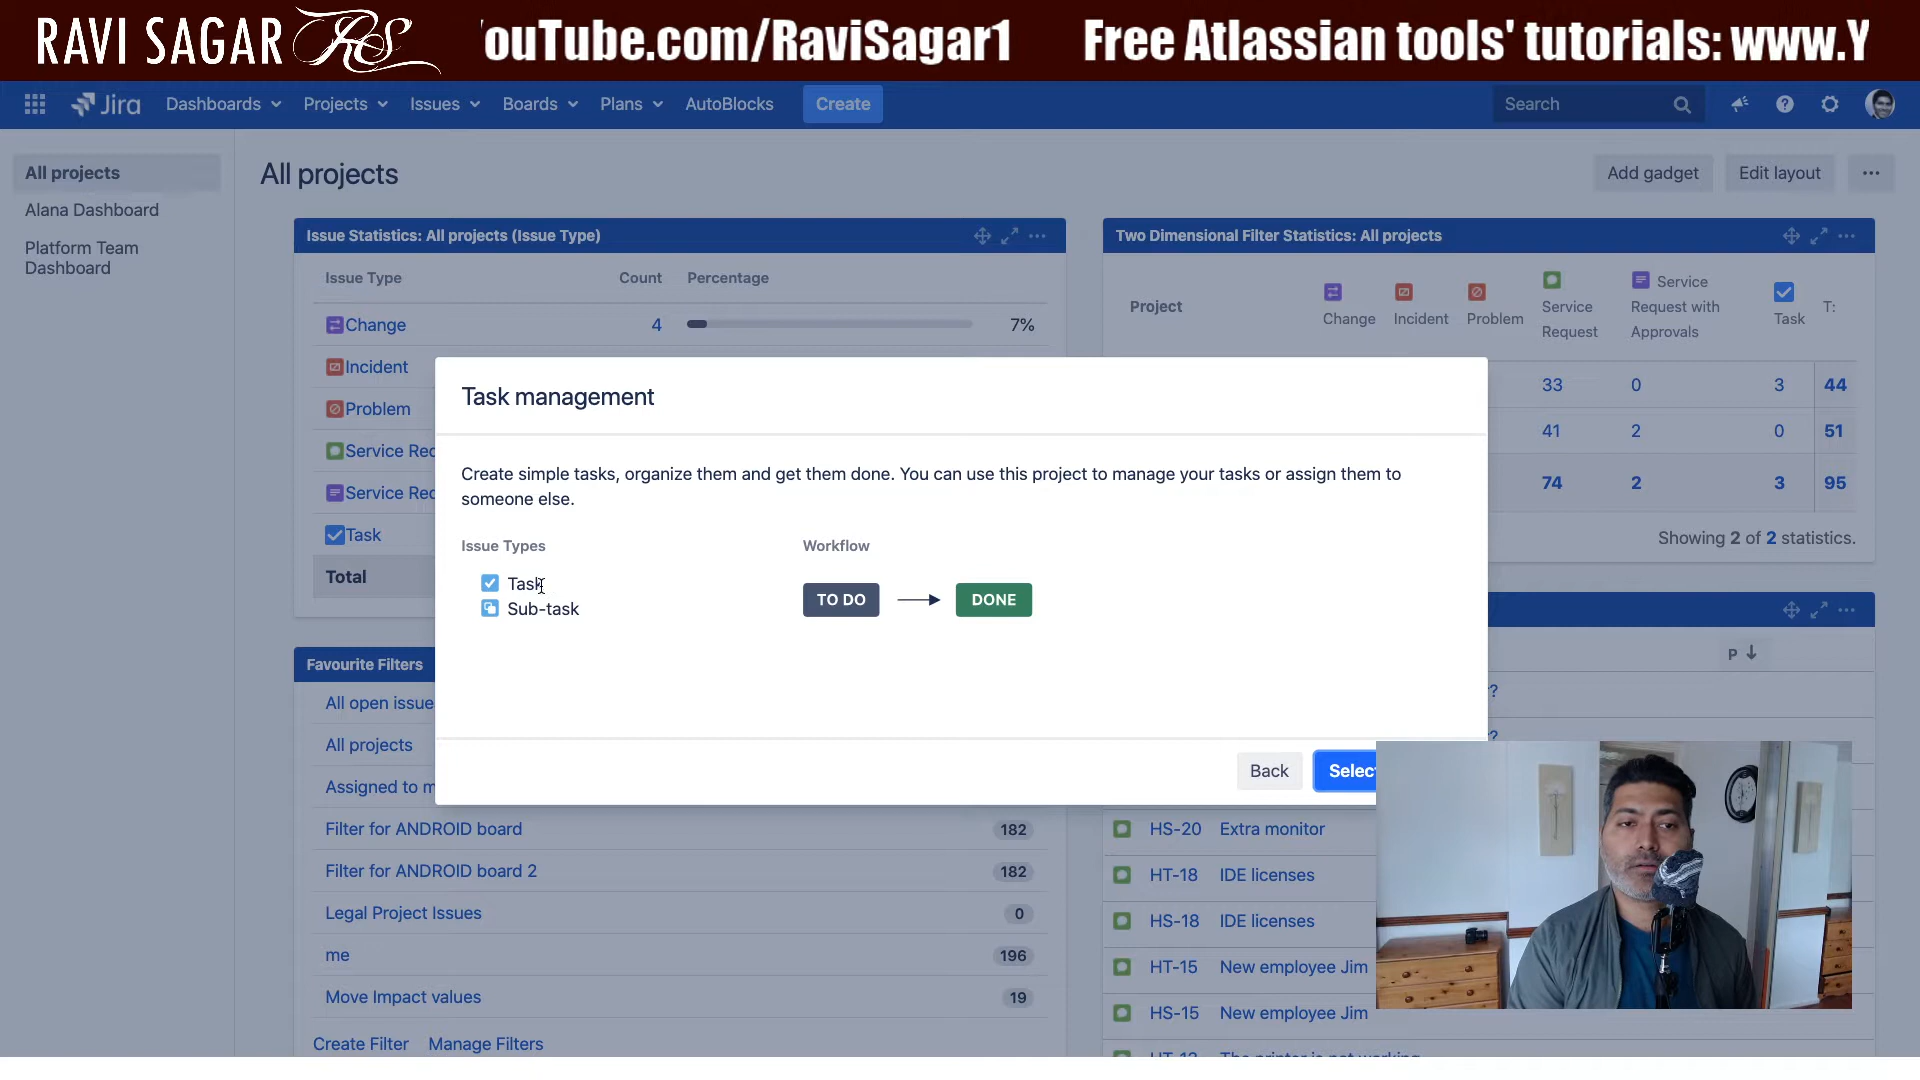 RAVI SAGAR
ouTube.com/RaviSagar1 Free Atlassian tools' tutorials: www.Y
Jira Dashboards Projects Issues Boards Plans AutoBlocks Create Search
All projects
Alana Dashboard
Platform Team
Dashboard
All projects
Add gadget Edit layout
Issue Statistics: All projects (Issue Type)
Issue Type Count Percentage
Change 4 7%
Incident
Problem
Service Rec
Service Rec
Task
Total
Two Dimensional Filter Statistics: All projects
Project Change Incident Problem Service Request Service Request with Approvals Task T:
33 0 3 44
41 2 0 51
74 2 3 95
Showing 2 of 2 statistics.
Task management
Create simple tasks, organize them and get them done. You can use this project to manage your tasks or assign them to
someone else.
Issue Types Workflow
Task
Sub-task
TO DO DONE
Back Select
Favourite Filters
All open issue
All projects
Assigned to m
Filter for ANDROID board 182
Filter for ANDROID board 2 182
Legal Project Issues 0
me 196
Move Impact values 19
Create Filter Manage Filters
P
?
?
HS-20 Extra monitor
HT-18 IDE licenses
HS-18 IDE licenses
HT-15 New employee Jim
HS-15 New employee Jim